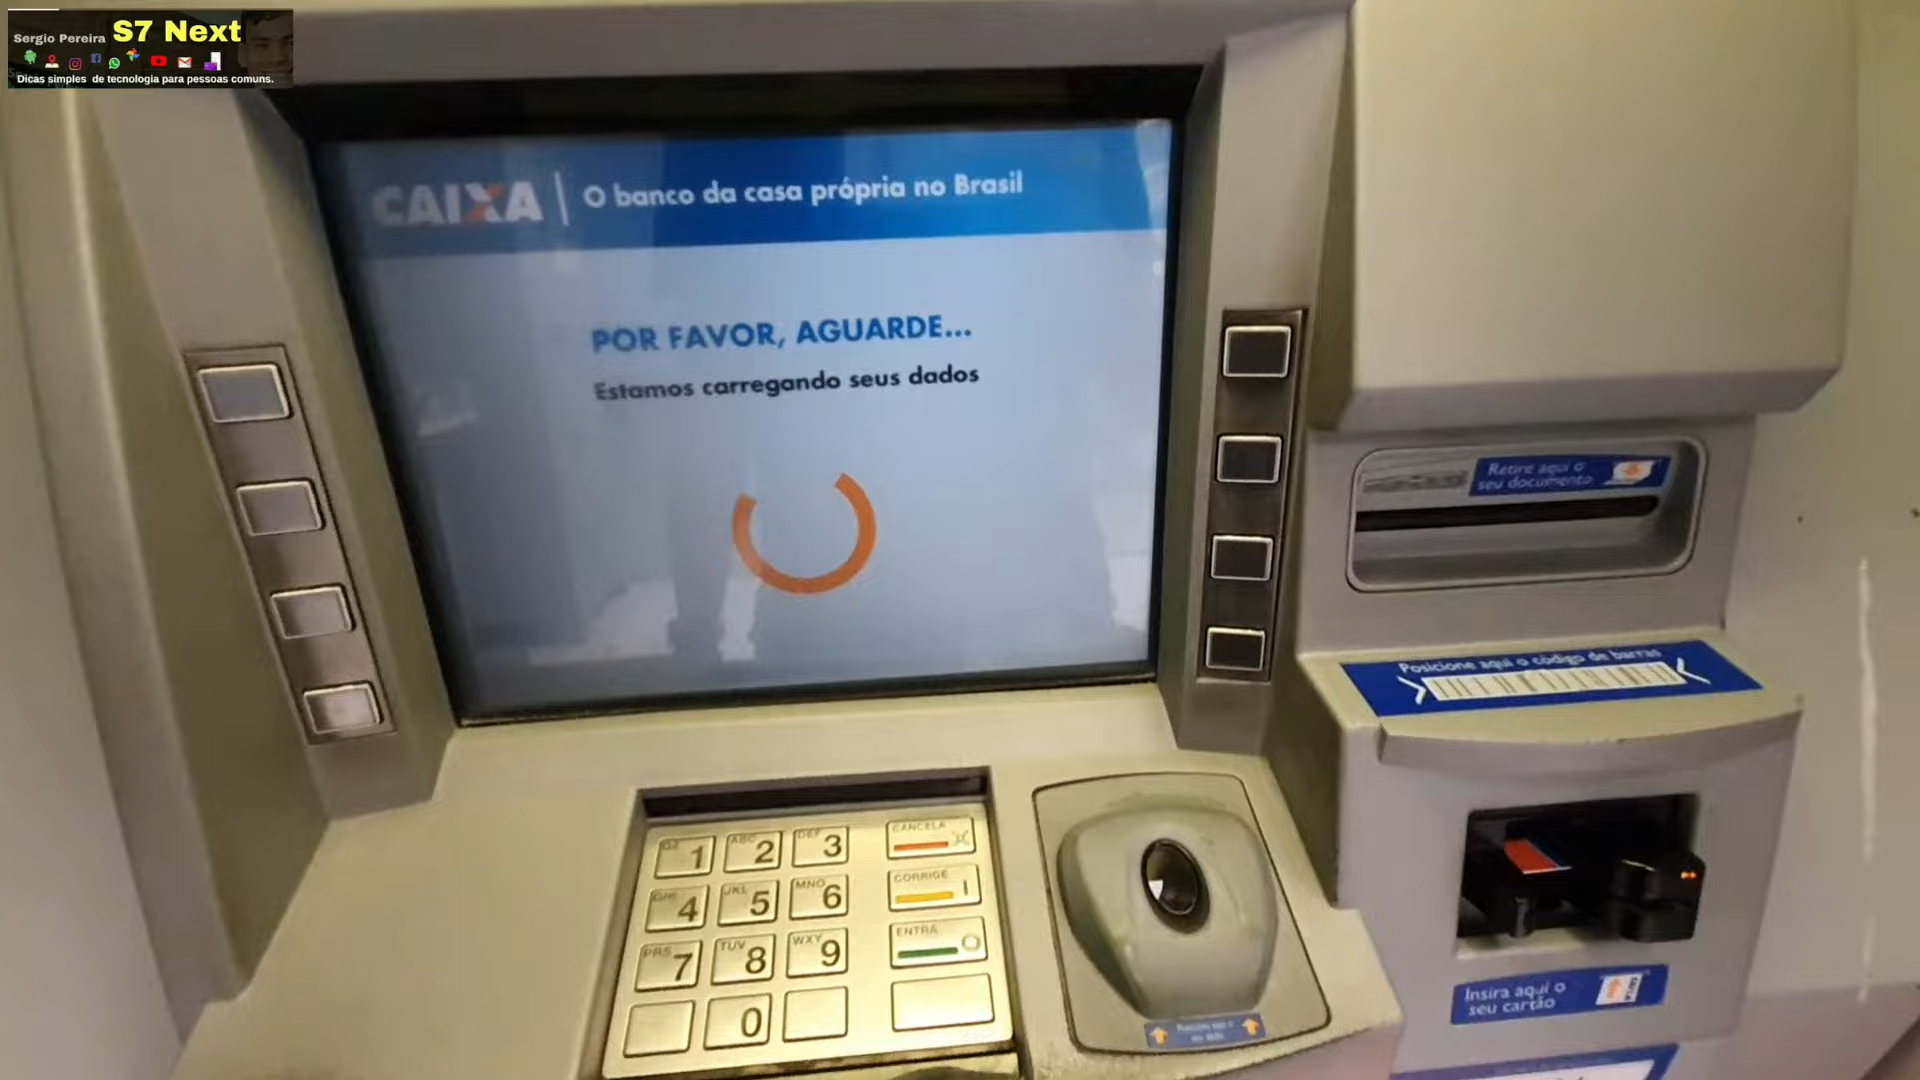 Sergio Pereira S7 Next
Dicas simples de tecnologia para pessoas comuns.
CAIXA | O banco da casa própria no Brasil
POR FAVOR, AGUARDE...
Estamos carregando seus dados
Retire aqui o
seu documento
Posicione aqui o código de barras
QZ 1 ABC 2 DEF 3 CANCELA
GHI 4 JKL 5 MNO 6 CORRIGE
PRS 7 TUV 8 WXY 9 ENTRA
0
Insira aqui o
seu cartão